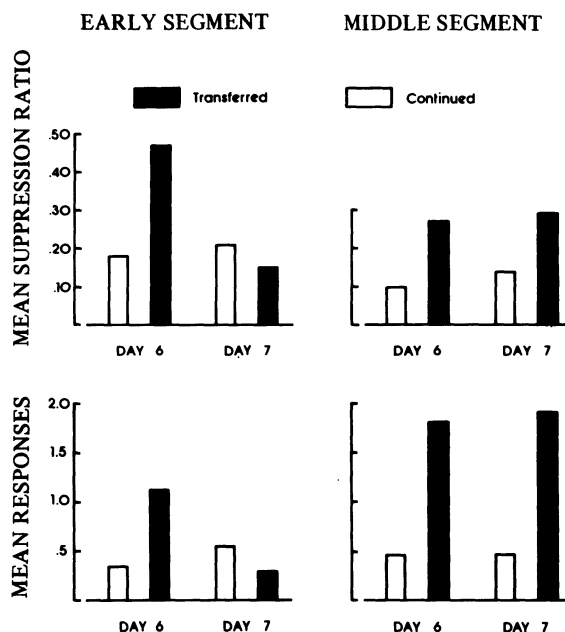 EARLY SEGMENT MIDDLE SEGMENT
Transferred Continued
MEAN SUPPRESSION RATIO
.50
.40
.30
.20
.10
DAY 6 DAY 7 DAY 6 DAY 7
MEAN RESPONSES
2.0
1.5
1.0
.5
DAY 6 DAY 7 DAY 6 DAY 7